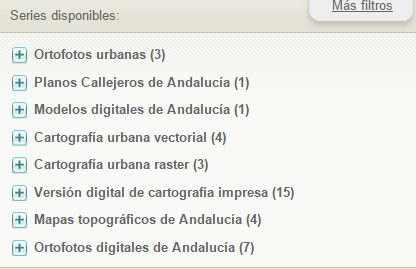 Más filtros
Series disponibles:
Ortofotos urbanas (3)
Planos Callejeros de Andalucía (1)
Modelos digitales de Andalucía (1)
Cartografía urbana vectorial (4)
Cartografía urbana raster (3)
Versión digital de cartografía impresa (15)
Mapas topográficos de Andalucía (4)
Ortofotos digitales de Andalucía (7)